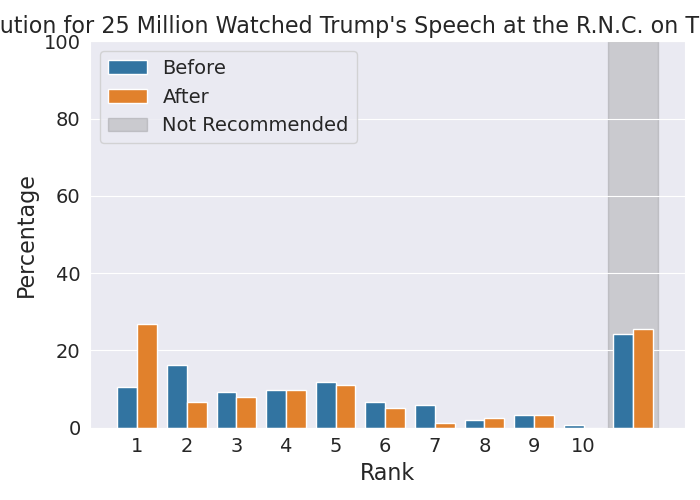 ution for 25 Million Watched Trump's Speech at the R.N.C. on T
100
80
60
40
20
0
Percentage
Before
After
Not Recommended
1 2 3 4 5 6 7 8 9 10
Rank